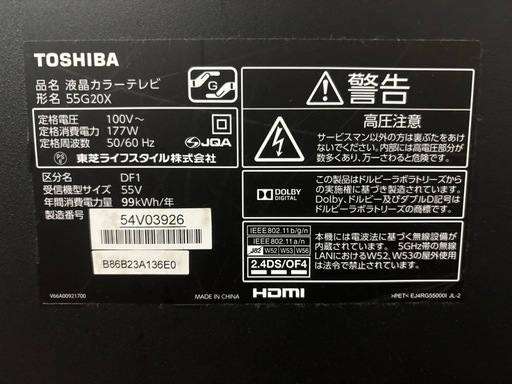 TOSHIBA
品名 液晶カラーテレビ
形名 55G20X
G
定格電圧 100V～
定格消費電力 177W
定格周波数 50/60 Hz
JQA
PS E 東芝ライフスタイル株式会社
区分名 DF1
受信機型サイズ 55V
年間消費電力量 99kWh/年
製造番号 54V03926
B86B23A136E0
V66A00921700
MADE IN CHINA
警告
高圧注意
サービスマン以外の方は裏ぶたをあけないでください。内部には高電圧部分が数多くあり、万一さわると危険です。
DOLBY DIGITAL
この製品はドルビーラボラトリーズからの実施権に基づき製造されています。
Dolby、ドルビー及びダブルD記号はドルビーラボラトリーズの商標です。
IEEE802.11b/g/n
IEEE802.11a/n
J52 W52 W53 W56
2.4DS/OF4
本機には電波法に基づく無線設備が内蔵されています。 5GHz帯の無線LANにおけるW52、W53の屋外使用は法令で禁止されています。
HDMI
>PET< EJ4RG55000I JL-2